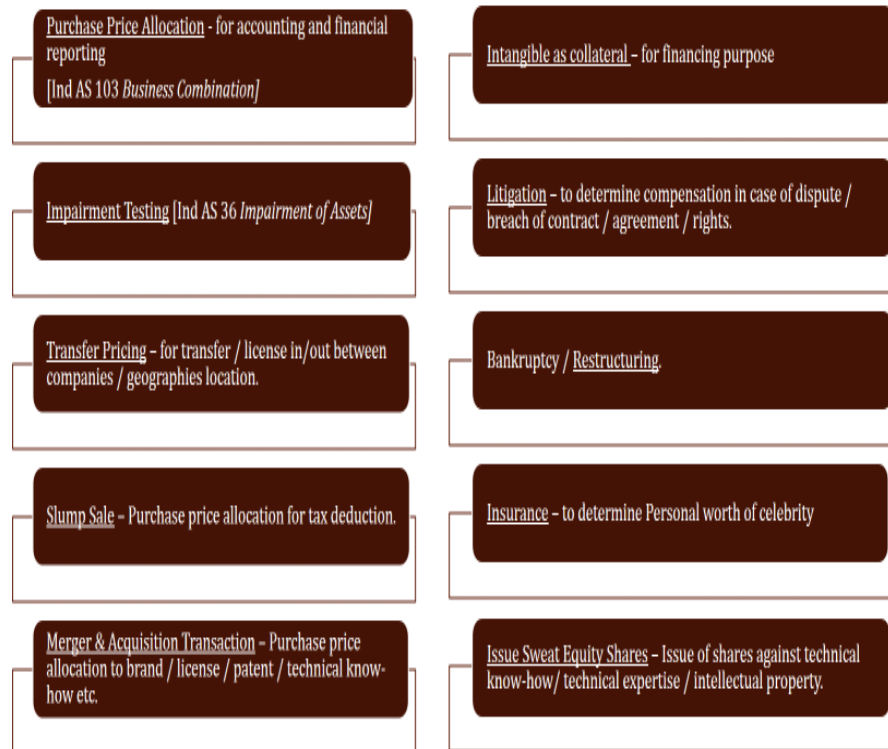 Purchase Price Allocation - for accounting and financial
reporting
[Ind AS 103 Business Combination]
Impairment Testing [Ind AS 36 Impairment of Assets]
Transfer Pricing – for transfer / license in/out between
companies / geographies location.
Slump Sale – Purchase price allocation for tax deduction.
Merger & Acquisition Transaction – Purchase price
allocation to brand / license / patent / technical know-
how etc.
Intangible as collateral – for financing purpose
Litigation – to determine compensation in case of dispute /
breach of contract / agreement / rights.
Bankruptcy / Restructuring.
Insurance – to determine Personal worth of celebrity
Issue Sweat Equity Shares – Issue of shares against technical
know-how/ technical expertise / intellectual property.